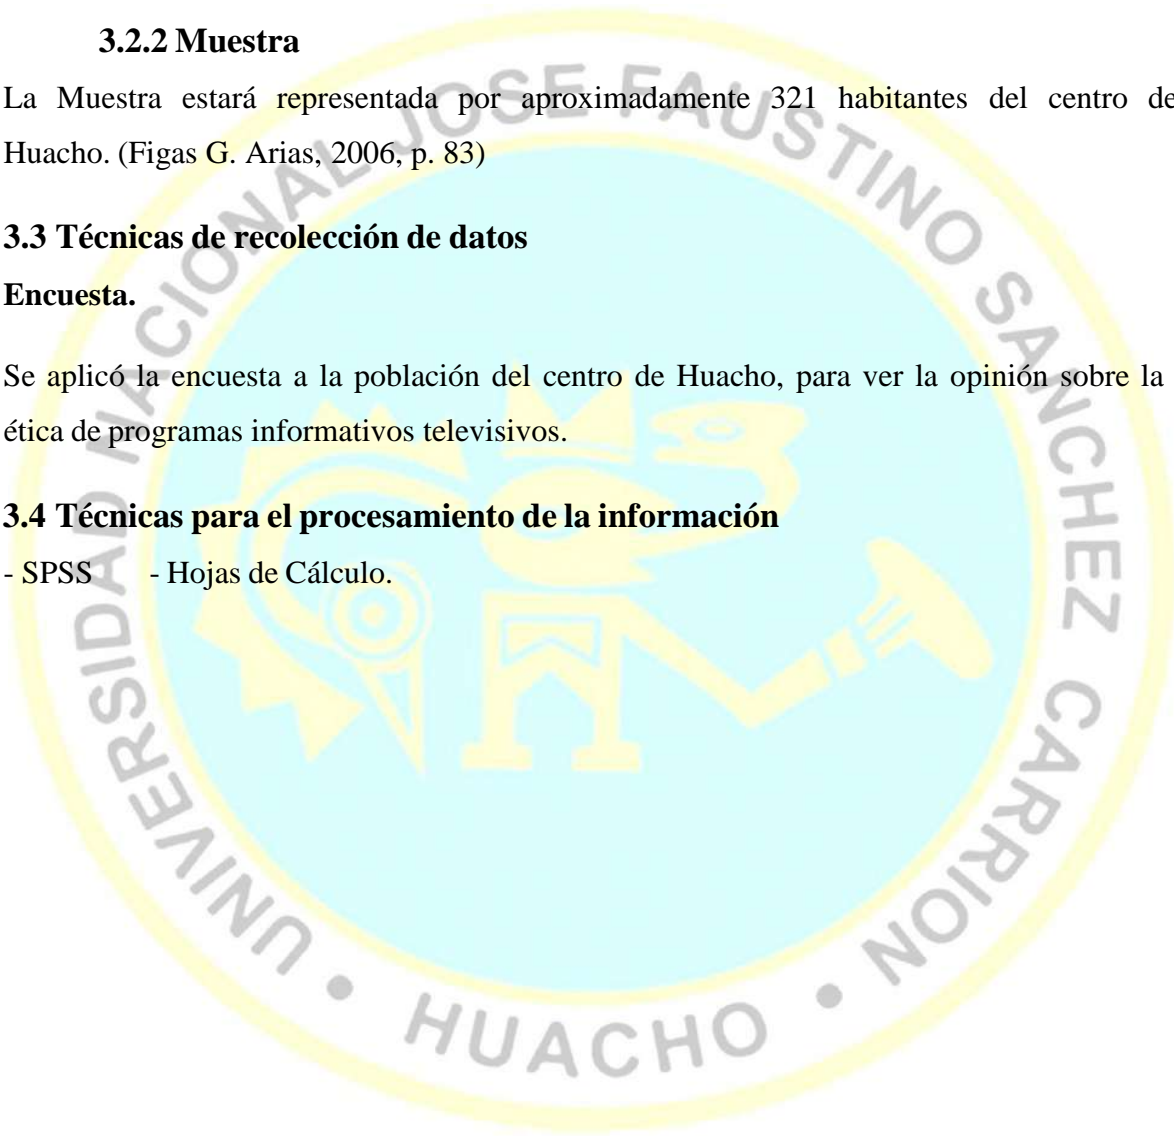 3.2.2 Muestra
La Muestra estará representada por aproximadamente 321 habitantes del centro de
Huacho. (Figas G. Arias, 2006, p. 83)
3.3 Técnicas de recolección de datos
Encuesta.
Se aplicó la encuesta a la población del centro de Huacho, para ver la opinión sobre la
ética de programas informativos televisivos.
3.4 Técnicas para el procesamiento de la información
- SPSS - Hojas de Cálculo.
UNIVERSIDAD NACIONAL JOSE FAUSTINO SANCHEZ CARRION
• HUACHO •